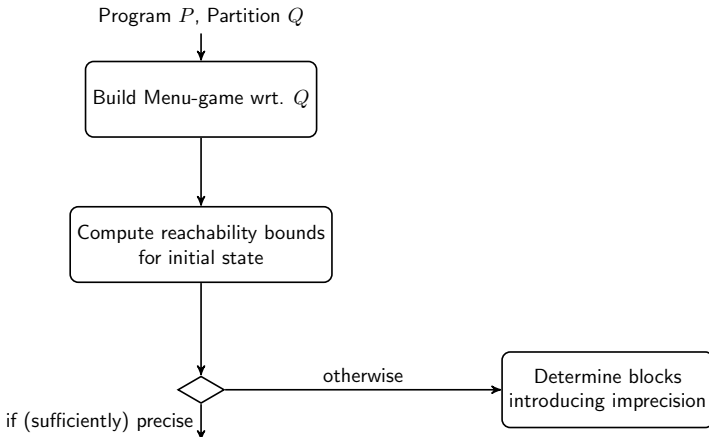 Program P, Partition Q
Build Menu-game wrt. Q
Compute reachability bounds
for initial state
otherwise
Determine blocks
introducing imprecision
if (sufficiently) precise